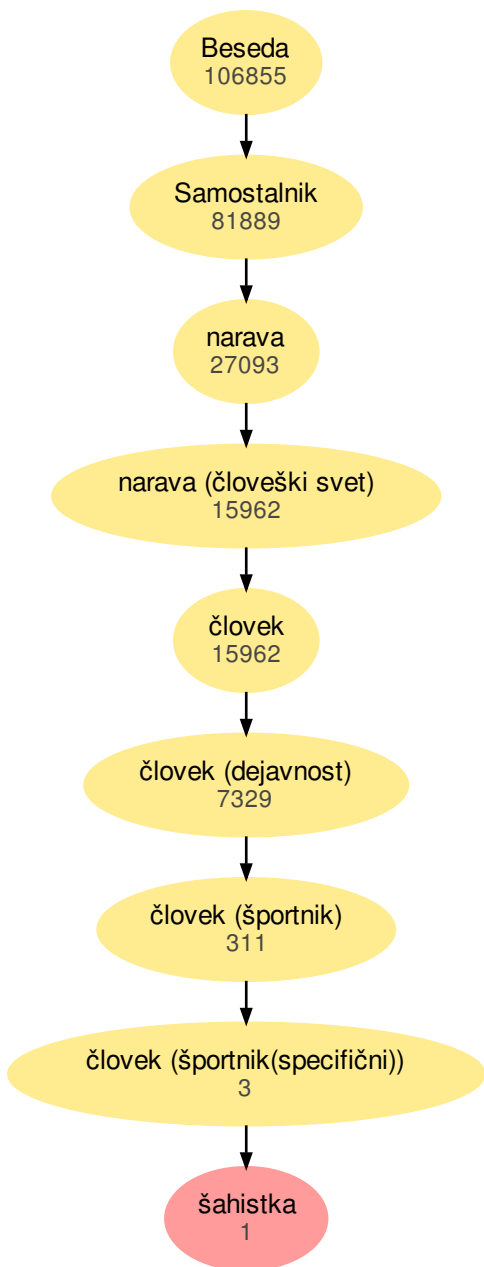 Beseda
106855
Samostalnik
81889
narava
27093
narava (človeški svet)
15962
človek
15962
človek (dejavnost)
7329
človek (športnik)
311
človek (športnik(specifični))
3
šahistka
1